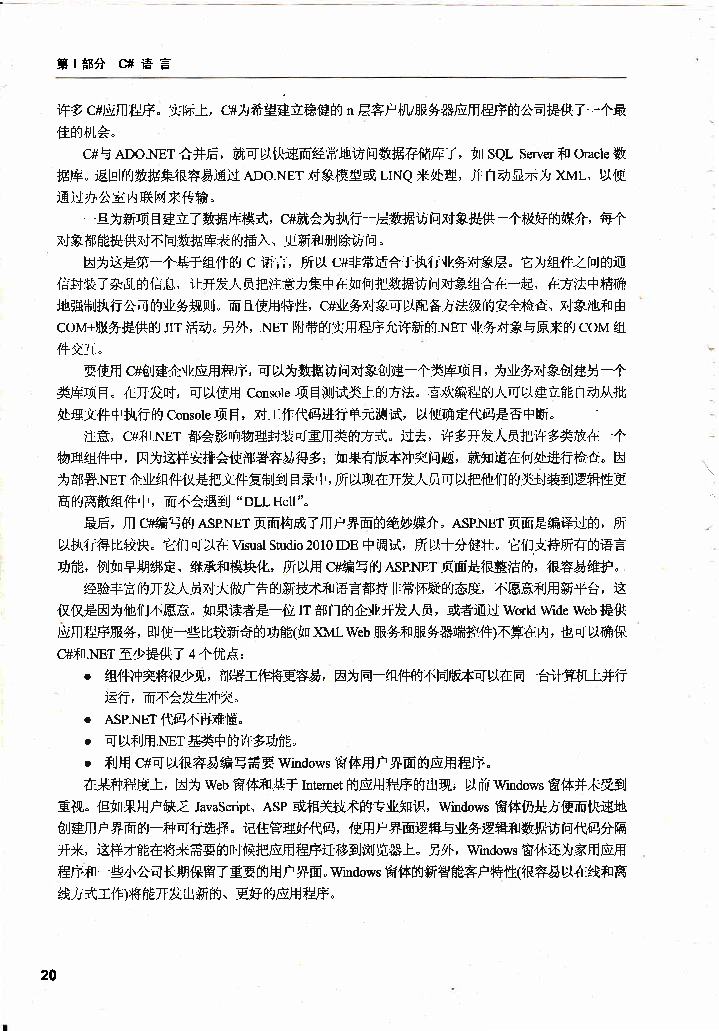 第Ⅰ部分 C# 语 言
许多 C#应用程序。实际上，C#为希望建立稳健的 n 层客户机/服务器应用程序的公司提供了一个最
佳的机会。
C#与 ADO.NET 合并后，就可以快速而经常地访问数据存储库了，如 SQL Server 和 Oracle 数
据库。返回的数据集很容易通过 ADO.NET 对象模型或 LINQ 来处理，并自动显示为 XML，以便
通过办公室内联网来传输。
一旦为新项目建立了数据库模式，C#就会为执行一层数据访问对象提供一个极好的媒介，每个
对象都能提供对不同数据库表的插入、更新和删除访问。
因为这是第一个基于组件的 C 语言，所以 C#非常适合于执行业务对象层。它为组件之间的通
信封装了杂乱的信息，让开发人员把注意力集中在如何把数据访问对象组合在一起，在方法中精确
地强制执行公司的业务规则。而且使用特性，C#业务对象可以配备方法级的安全检查、对象池和由
COM+服务提供的 JIT 活动。另外，.NET 附带的实用程序允许新的.NET 业务对象与原来的 COM 组
件交互。
要使用 C#创建企业应用程序，可以为数据访问对象创建一个类库项目，为业务对象创建另一个
类库项目。在开发时，可以使用 Console 项目测试类上的方法。喜欢编程的人可以建立能自动从批
处理文件中执行的 Console 项目，对工作代码进行单元测试，以便确定代码是否中断。
注意，C#和.NET 都会影响物理封装可重用类的方式。过去，许多开发人员把许多类放在一个
物理组件中，因为这样安排会使部署容易得多；如果有版本冲突问题，就知道在何处进行检查。因
为部署.NET 企业组件仅是把文件复制到目录中，所以现在开发人员可以把他们的类封装到逻辑性更
高的离散组件中，而不会遇到“DLL Hell”。
最后，用 C#编写的 ASP.NET 页面构成了用户界面的绝妙媒介。ASP.NET 页面是编译过的，所
以执行得比较快。它们可以在 Visual Studio 2010 IDE 中调试，所以十分健壮。它们支持所有的语言
功能，例如早期绑定、继承和模块化，所以用 C#编写的 ASP.NET 页面是很整洁的，很容易维护。
经验丰富的开发人员对大做广告的新技术和语言都持非常怀疑的态度，不愿意利用新平台，这
仅仅是因为他们不愿意。如果读者是一位 IT 部门的企业开发人员，或者通过 World Wide Web 提供
应用程序服务，即使一些比较新奇的功能(如 XML Web 服务和服务器端控件)不算在内，也可以确保
C#和.NET 至少提供了 4 个优点：
● 组件冲突将很少见，部署工作将更容易，因为同一组件的不同版本可以在同一台计算机上并行
运行，而不会发生冲突。
● ASP.NET 代码不再难懂。
● 可以利用.NET 基类中的许多功能。
● 利用 C#可以很容易编写需要 Windows 窗体用户界面的应用程序。
在某种程度上，因为 Web 窗体和基于 Internet 的应用程序的出现，以前 Windows 窗体并未受到
重视。但如果用户缺乏 JavaScript、ASP 或相关技术的专业知识，Windows 窗体仍是方便而快速地
创建用户界面的一种可行选择。记住管理好代码，使用户界面逻辑与业务逻辑和数据访问代码分隔
开来，这样才能在将来需要的时候把应用程序迁移到浏览器上。另外，Windows 窗体还为家用应用
程序和一些小公司长期保留了重要的用户界面。Windows 窗体的新智能客户特性(很容易以在线和离
线方式工作)将能开发出新的、更好的应用程序。
20